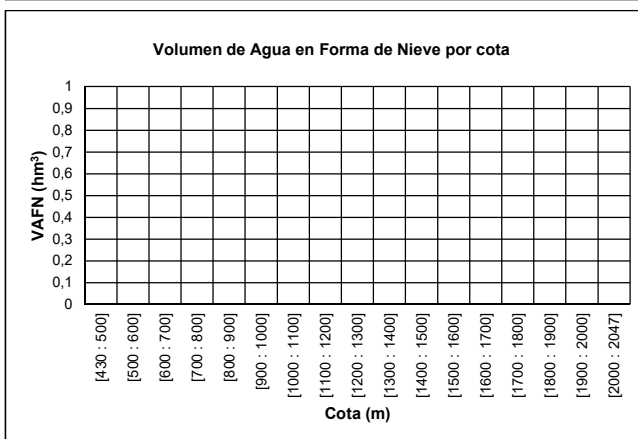 Volumen de Agua en Forma de Nieve por cota
VAFN (hm³)
1
0,9
0,8
0,7
0,6
0,5
0,4
0,3
0,2
0,1
0
[430 : 500]
[500 : 600]
[600 : 700]
[700 : 800]
[800 : 900]
[900 : 1000]
[1000 : 1100]
[1100 : 1200]
[1200 : 1300]
[1300 : 1400]
[1400 : 1500]
[1500 : 1600]
[1600 : 1700]
[1700 : 1800]
[1800 : 1900]
[1900 : 2000]
[2000 : 2047]
Cota (m)